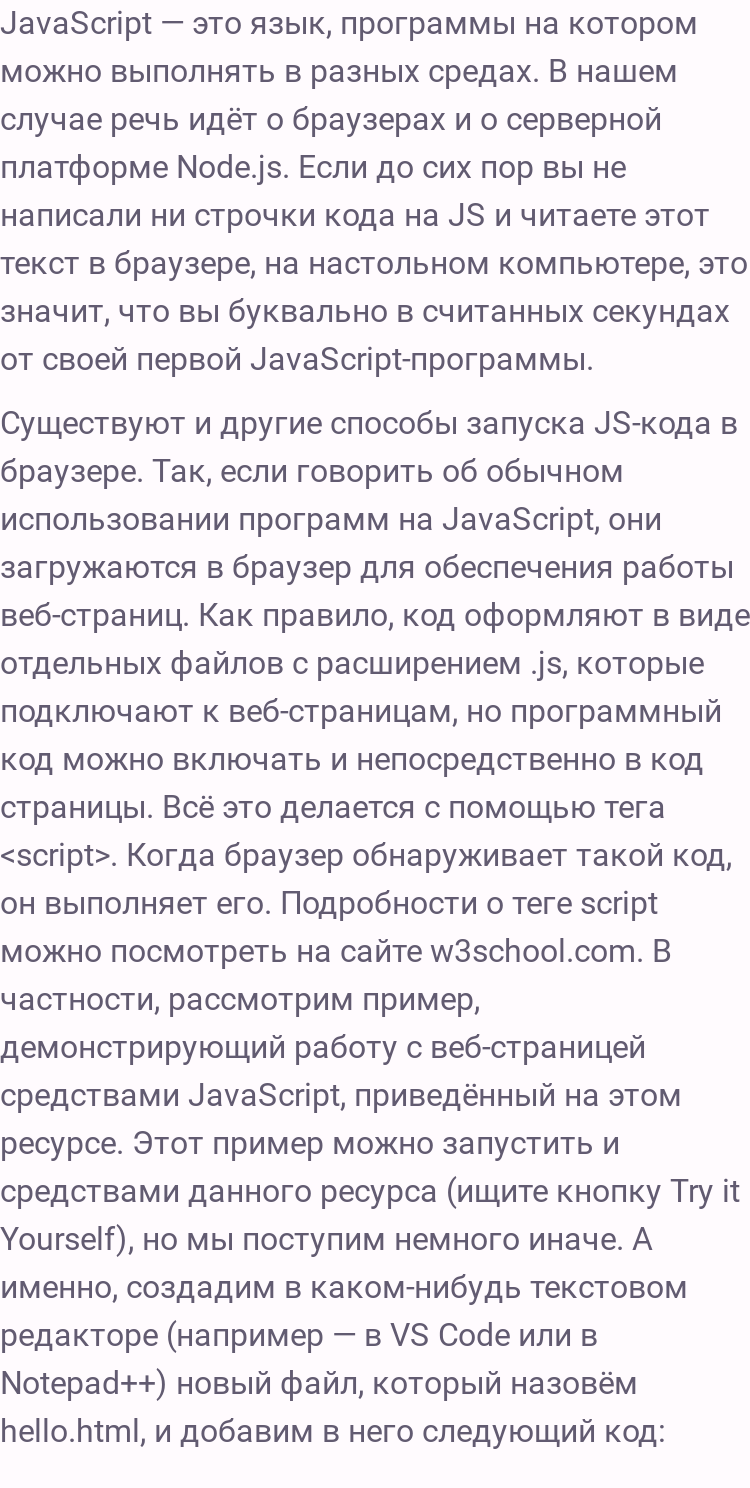 JavaScript — это язык, программы на котором
можно выполнять в разных средах. В нашем
случае речь идёт о браузерах и о серверной
платформе Node.js. Если до сих пор вы не
написали ни строчки кода на JS и читаете этот
текст в браузере, на настольном компьютере, это
значит, что вы буквально в считанных секундах
от своей первой JavaScript-программы.
Существуют и другие способы запуска JS-кода в
браузере. Так, если говорить об обычном
использовании программ на JavaScript, они
загружаются в браузер для обеспечения работы
веб-страниц. Как правило, код оформляют в виде
отдельных файлов с расширением .js, которые
подключают к веб-страницам, но программный
код можно включать и непосредственно в код
страницы. Всё это делается с помощью тега
<script>. Когда браузер обнаруживает такой код,
он выполняет его. Подробности о теге script
можно посмотреть на сайте w3school.com. В
частности, рассмотрим пример,
демонстрирующий работу с веб-страницей
средствами JavaScript, приведённый на этом
ресурсе. Этот пример можно запустить и
средствами данного ресурса (ищите кнопку Try it
Yourself), но мы поступим немного иначе. А
именно, создадим в каком-нибудь текстовом
редакторе (например — в VS Code или в
Notepad++) новый файл, который назовём
hello.html, и добавим в него следующий код: